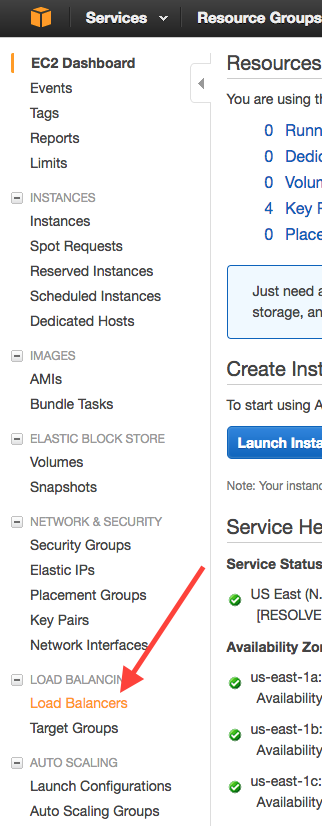 Services
Resource Groups
EC2 Dashboard
Events
Tags
Reports
Limits
INSTANCES
Instances
Spot Requests
Reserved Instances
Scheduled Instances
Dedicated Hosts
IMAGES
AMIs
Bundle Tasks
ELASTIC BLOCK STORE
Volumes
Snapshots
NETWORK & SECURITY
Security Groups
Elastic IPs
Placement Groups
Key Pairs
Network Interfaces
LOAD BALANCING
Load Balancers
Target Groups
AUTO SCALING
Launch Configurations
Auto Scaling Groups
Resources
You are using th
0 Runn
0 Dedic
0 Volun
4 Key P
0 Place
Just need a
storage, an
Create Inst
To start using A
Launch Insta
Note: Your instanc
Service He
Service Status
US East (N.
[RESOLVE
Availability Zon
us-east-1a:
Availability
us-east-1b:
Availability
us-east-1c:
Availability